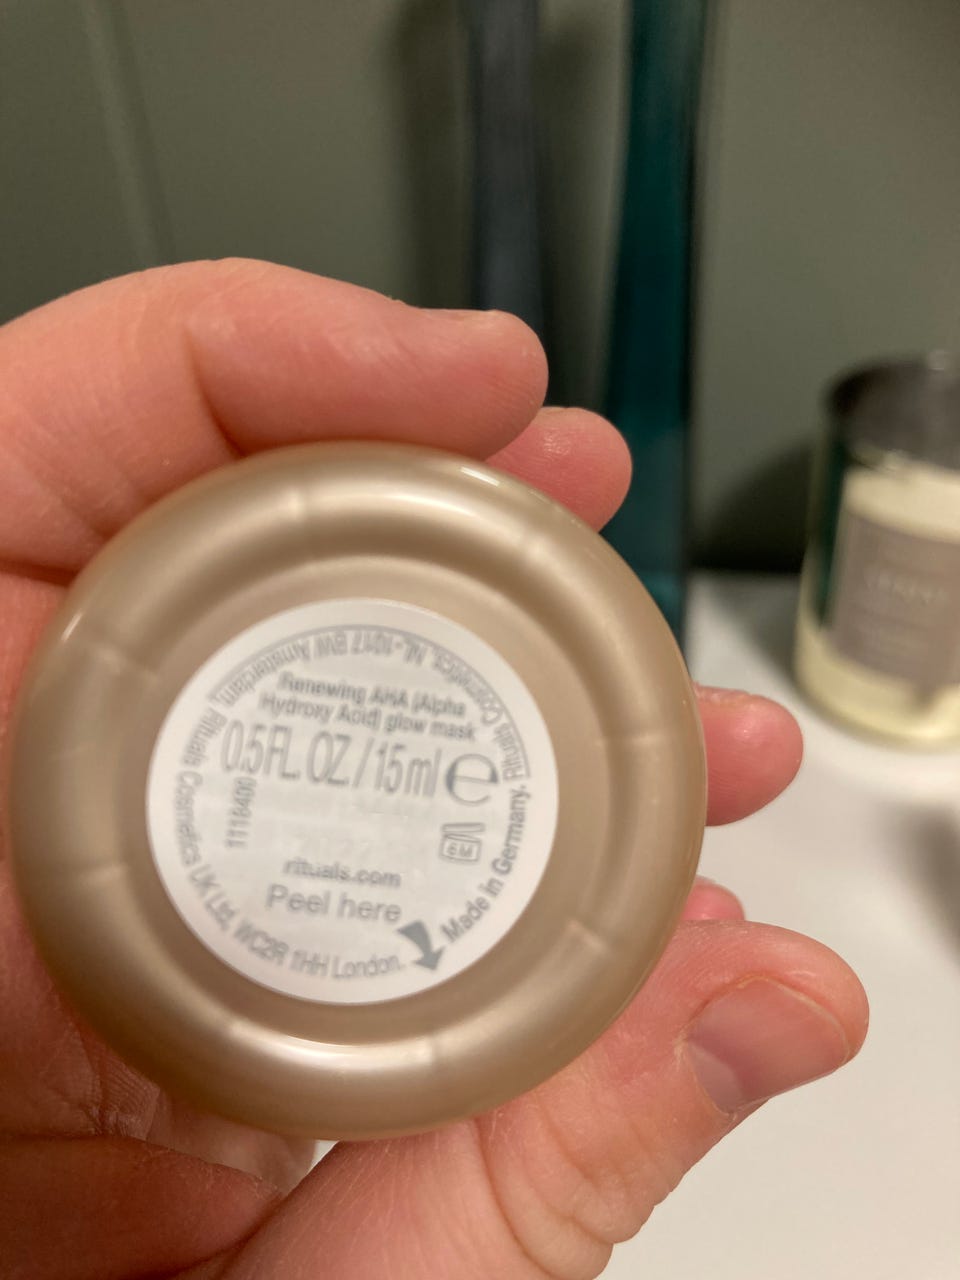 Rituals Cosmetics, NL-1017 BW Amsterdam, Rituals Cosmetics UK Ltd, WC2R 1HH London. Made in Germany.
Renewing AHA (Alpha
Hydroxy Acid) glow mask
0.5 FL. OZ / 15 ml e
1118400
6M
rituals.com
Peel here